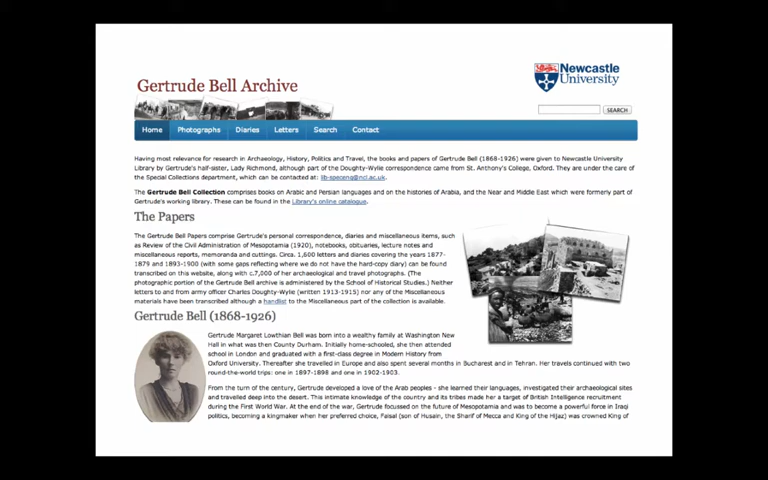 Newcastle
University
Gertrude Bell Archive
SEARCH
Home Photographs Diaries Letters Search Contact
Having most relevance for research in Archaeology, History, Politics and Travel, the books and papers of Gertrude Bell (1868-1926) were given to Newcastle University
Library by Gertrude's half-sister, Lady Richmond, although part of the Doughty-Wylie correspondence came from St. Anthony's College, Oxford. They are under the care of
the Special Collections department, which can be contacted at: lib-specenq@ncl.ac.uk.
The Gertrude Bell Collection comprises books on Arabic and Persian languages and on the histories of Arabia, and the Near and Middle East which were formerly part of
Gertrude's working library. These can be found in the Library's online catalogue.
The Papers
The Gertrude Bell Papers comprise Gertrude's personal correspondence, diaries and miscellaneous items, such
as Review of the Civil Administration of Mesopotamia (1920), notebooks, obituaries, lecture notes and
miscellaneous reports, memoranda and cuttings. Circa. 1,600 letters and diaries covering the years 1877-
1879 and 1893-1900 (with some gaps reflecting where we do not have the hard-copy diary) can be found
transcribed on this website, along with c.7,000 of her archaeological and travel photographs. (The
photographic portion of the Gertrude Bell archive is administered by the School of Historical Studies.) Neither
letters to and from army officer Charles Doughty-Wylie (written 1913-1915) nor any of the Miscellaneous
materials have been transcribed although a handlist to the Miscellaneous part of the collection is available.
Gertrude Bell (1868-1926)
Gertrude Margaret Lowthian Bell was born into a wealthy family at Washington New
Hall in what was then County Durham. Initially home-schooled, she then attended
school in London and graduated with a first-class degree in Modern History from
Oxford University. Thereafter she travelled in Europe and also spent several months in Bucharest and in Tehran. Her travels continued with two
round-the-world trips: one in 1897-1898 and one in 1902-1903.
From the turn of the century, Gertrude developed a love of the Arab peoples - she learned their languages, investigated their archaeological sites
and travelled deep into the desert. This intimate knowledge of the country and its tribes made her a target of British Intelligence recruitment
during the First World War. At the end of the war, Gertrude focussed on the future of Mesopotamia and was to become a powerful force in Iraqi
politics, becoming a kingmaker when her preferred choice, Faisal (son of Husain, the Sharif of Mecca and King of the Hijaz) was crowned King of